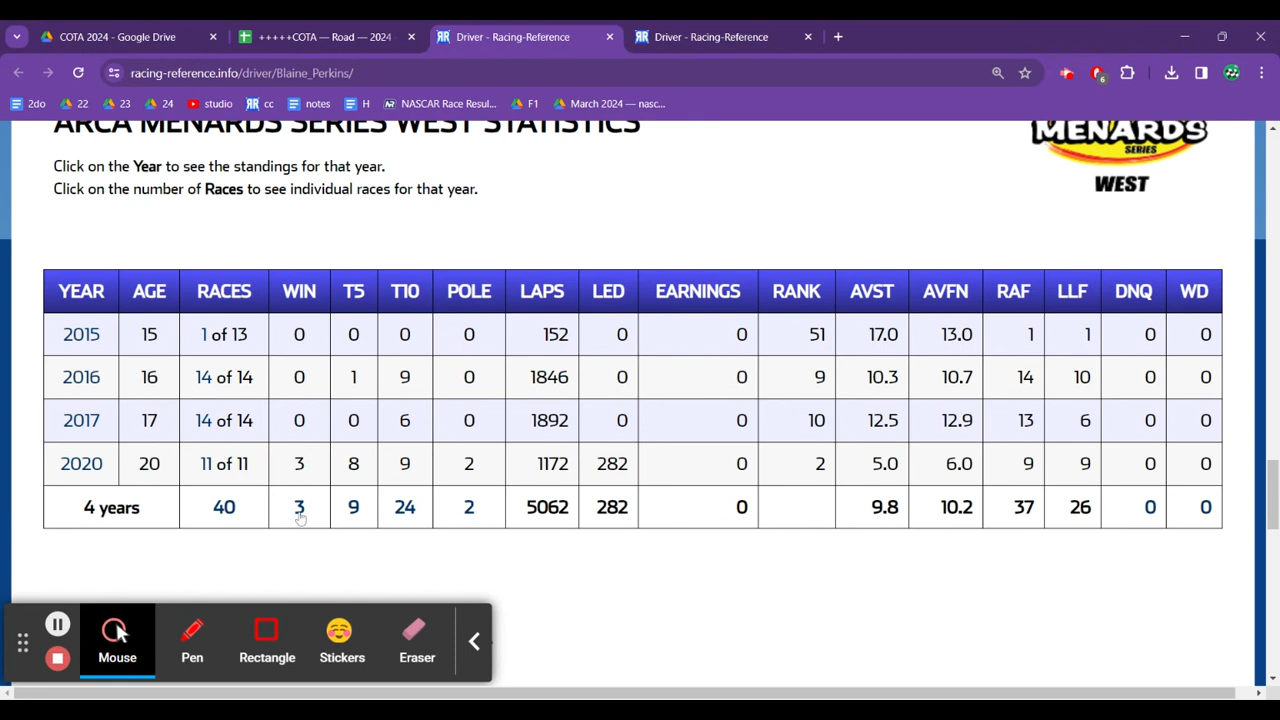 COTA 2024 - Google Drive
+++++COTA — Road — 2024
Driver - Racing-Reference
Driver - Racing-Reference
racing-reference.info/driver/Blaine_Perkins/
6
2do 22 23 24 studio cc notes H NASCAR Race Resul... F1 March 2024 — nasc...
ARCA MENARDS SERIES WEST STATISTICS
MENARDS
SERIES
WEST
Click on the Year to see the standings for that year.
Click on the number of Races to see individual races for that year.
YEAR AGE RACES WIN T5 T10 POLE LAPS LED EARNINGS RANK AVST AVFN RAF LLF DNQ WD
2015 15 1 of 13 0 0 0 0 152 0 0 51 17.0 13.0 1 1 0 0
2016 16 14 of 14 0 1 9 0 1846 0 0 9 10.3 10.7 14 10 0 0
2017 17 14 of 14 0 0 6 0 1892 0 0 10 12.5 12.9 13 6 0 0
2020 20 11 of 11 3 8 9 2 1172 282 0 2 5.0 6.0 9 9 0 0
4 years 40 3 9 24 2 5062 282 0 9.8 10.2 37 26 0 0
Mouse Pen Rectangle Stickers Eraser